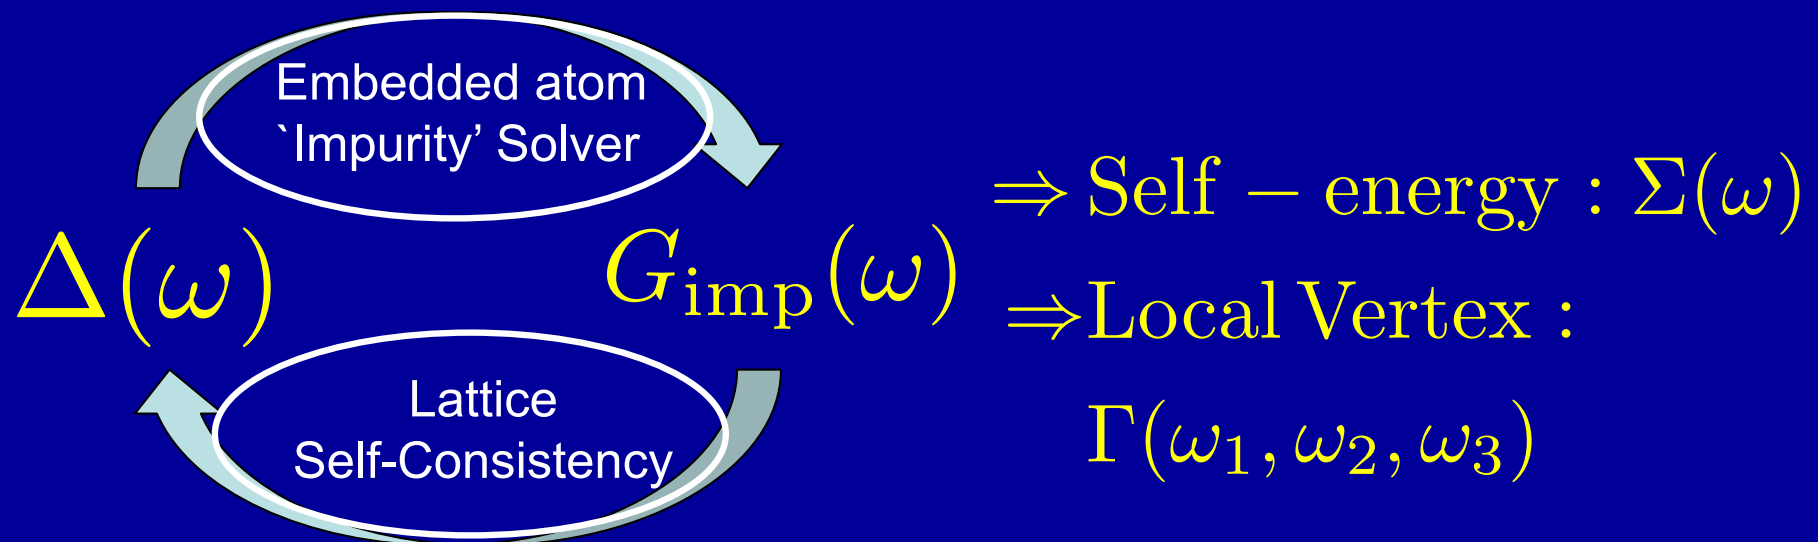 Embedded atom
`Impurity’ Solver
Δ(ω)
G_imp(ω)
Lattice
Self-Consistency
⇒ Self − energy : Σ(ω)
⇒Local Vertex :
Γ(ω₁, ω₂, ω₃)